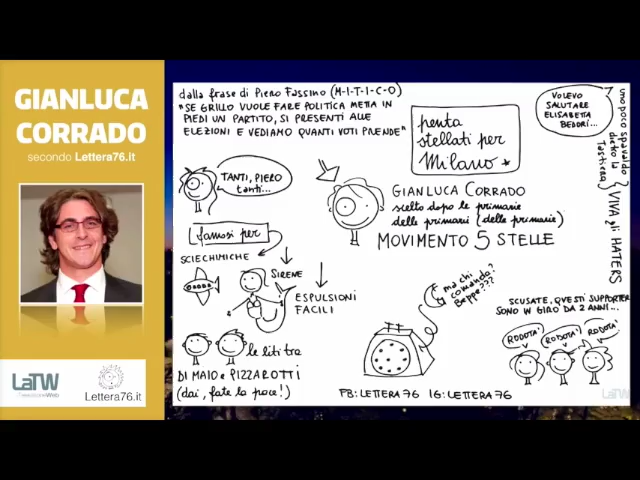 GIANLUCA
CORRADO
secondo Lettera76.it
LaTW
Lettera76.it
dalla frase di Piero Fassino (M-I-T-I-C-O)
"SE GRILLO VUOLE FARE POLITICA METTA IN
PIEDI UN PARTITO, SI PRESENTI ALLE
ELEZIONI E VEDIAMO QUANTI VOTI PRENDE"
penta
stellati per
Milano
VOLEVO
SALUTARE
ELISABETTA
BEDORI...
uno poco spavaldo
dietro la
Tastiera
VIVA gli HATERS
TANTI, PIERO
tanti...
GIANLUCA CORRADO
scelto dopo le primarie
delle primarie (delle primarie)
MOVIMENTO 5 STELLE
famosi per
SCIECHIMICHE
SIRENE
ESPULSIONI
FACILI
ma chi
comanda?
Beppe???
SCUSATE, QUESTI SUPPORTER
SONO IN GIRO DA 2 ANNI...
RODOTA'
RODOTA'
RODOTA'
le liti tra
DI MAIO e PIZZAROTTI
(dai, fate la pace!)
FB: LETTERA76 IG: LETTERA76
LaTW